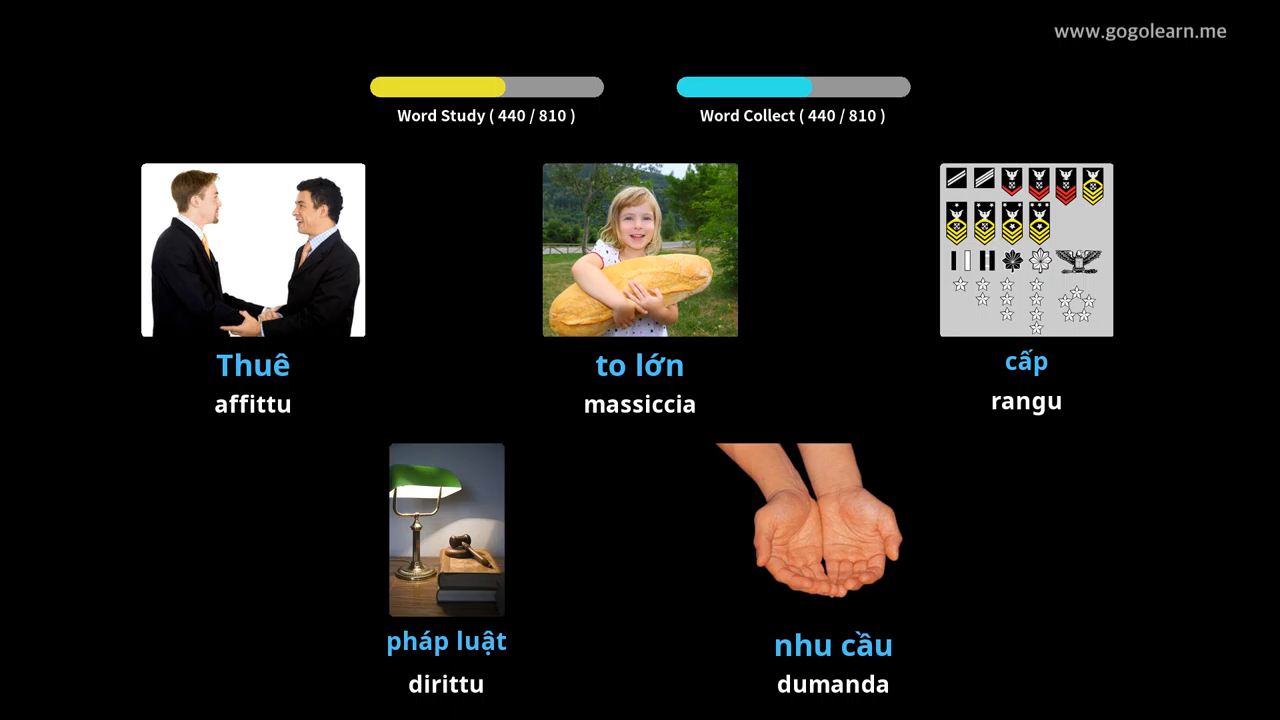 www.gogolearn.me
Word Study ( 440 / 810 )
Word Collect ( 440 / 810 )
Thuê
affittu
to lớn
massiccia
cấp
rangu
pháp luật
dirittu
nhu cầu
dumanda